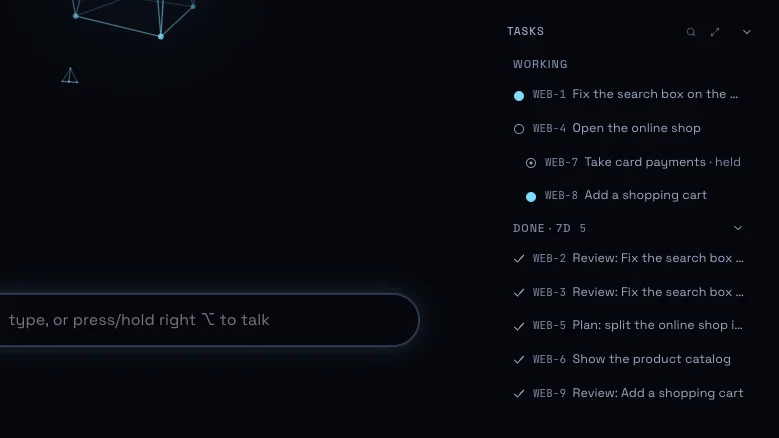 TASKS
WORKING
WEB-1 Fix the search box on the …
WEB-4 Open the online shop
WEB-7 Take card payments · held
WEB-8 Add a shopping cart
DONE · 7D 5
WEB-2 Review: Fix the search box …
WEB-3 Review: Fix the search box …
type, or press/hold right ⌥ to talk
WEB-5 Plan: split the online shop i…
WEB-6 Show the product catalog
WEB-9 Review: Add a shopping cart